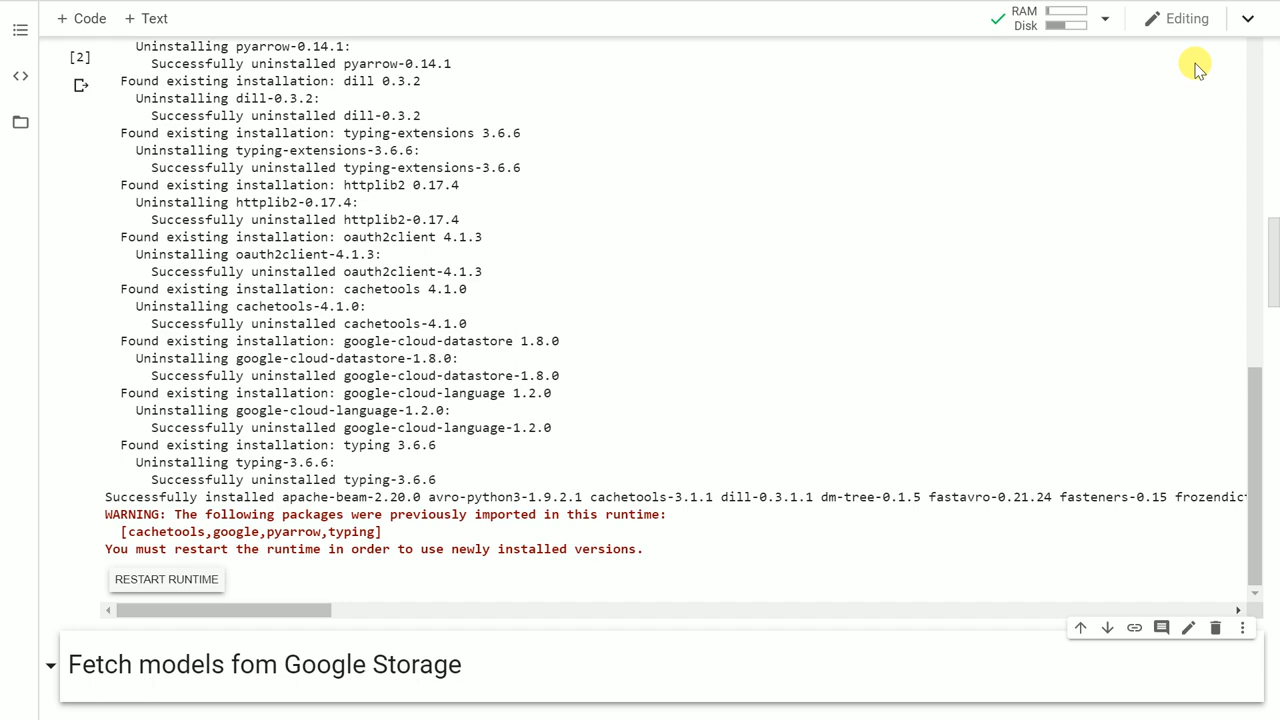 + Code + Text
RAM
Disk
Editing
[2]
Uninstalling pyarrow-0.14.1:
Successfully uninstalled pyarrow-0.14.1
Found existing installation: dill 0.3.2
Uninstalling dill-0.3.2:
Successfully uninstalled dill-0.3.2
Found existing installation: typing-extensions 3.6.6
Uninstalling typing-extensions-3.6.6:
Successfully uninstalled typing-extensions-3.6.6
Found existing installation: httplib2 0.17.4
Uninstalling httplib2-0.17.4:
Successfully uninstalled httplib2-0.17.4
Found existing installation: oauth2client 4.1.3
Uninstalling oauth2client-4.1.3:
Successfully uninstalled oauth2client-4.1.3
Found existing installation: cachetools 4.1.0
Uninstalling cachetools-4.1.0:
Successfully uninstalled cachetools-4.1.0
Found existing installation: google-cloud-datastore 1.8.0
Uninstalling google-cloud-datastore-1.8.0:
Successfully uninstalled google-cloud-datastore-1.8.0
Found existing installation: google-cloud-language 1.2.0
Uninstalling google-cloud-language-1.2.0:
Successfully uninstalled google-cloud-language-1.2.0
Found existing installation: typing 3.6.6
Uninstalling typing-3.6.6:
Successfully uninstalled typing-3.6.6
Successfully installed apache-beam-2.20.0 avro-python3-1.9.2.1 cachetools-3.1.1 dill-0.3.1.1 dm-tree-0.1.5 fastavro-0.21.24 fasteners-0.15 frozendic
WARNING: The following packages were previously imported in this runtime:
[cachetools,google,pyarrow,typing]
You must restart the runtime in order to use newly installed versions.
RESTART RUNTIME
Fetch models fom Google Storage